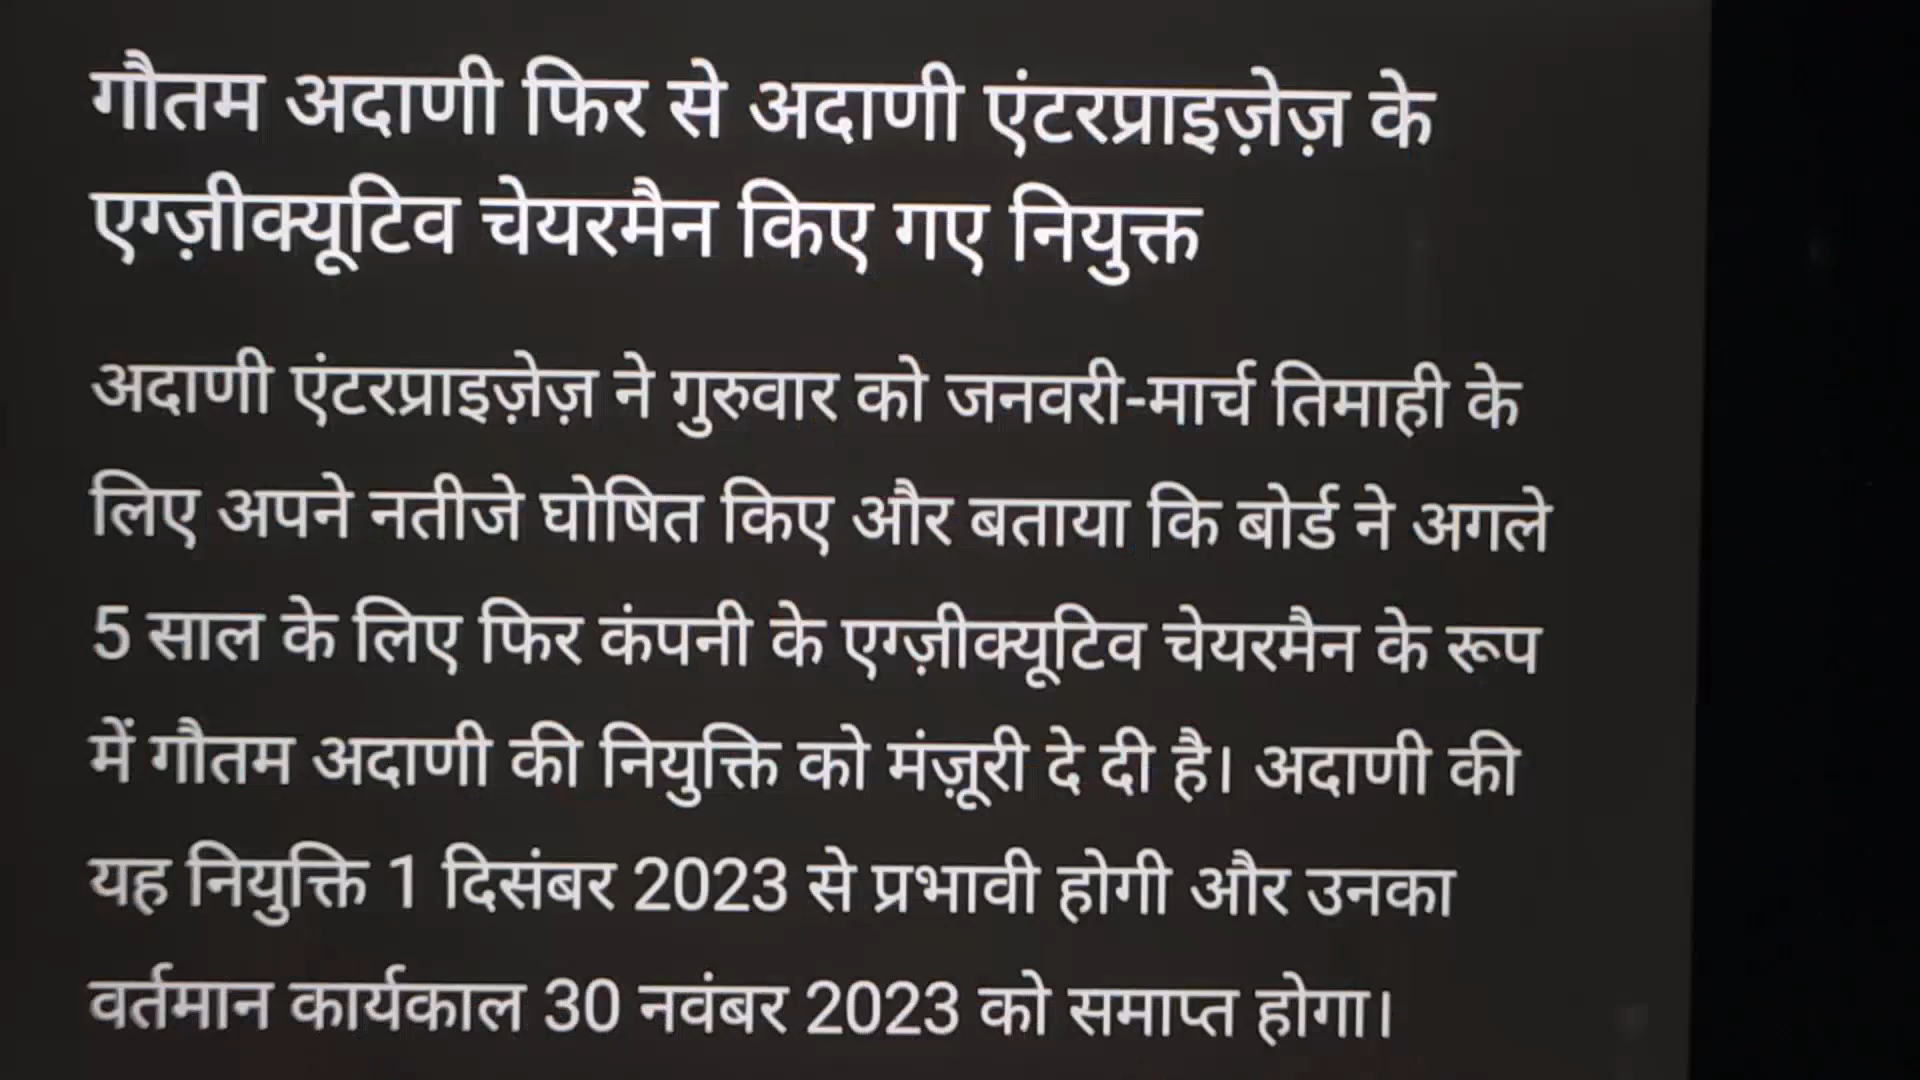 गौतम अदाणी फिर से अदाणी एंटरप्राइज़ेज़ के
एग्ज़ीक्यूटिव चेयरमैन किए गए नियुक्त
अदाणी एंटरप्राइज़ेज़ ने गुरुवार को जनवरी-मार्च तिमाही के
लिए अपने नतीजे घोषित किए और बताया कि बोर्ड ने अगले
5 साल के लिए फिर कंपनी के एग्ज़ीक्यूटिव चेयरमैन के रूप
में गौतम अदाणी की नियुक्ति को मंज़ूरी दे दी है। अदाणी की
यह नियुक्ति 1 दिसंबर 2023 से प्रभावी होगी और उनका
वर्तमान कार्यकाल 30 नवंबर 2023 को समाप्त होगा।